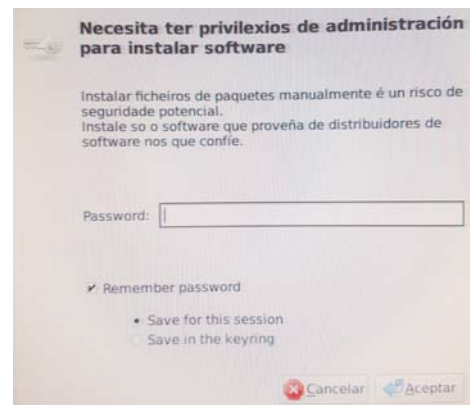 Necesita ter privilexios de administración
para instalar software
Instalar ficheiros de paquetes manualmente é un risco de
seguridade potencial.
Instale so o software que proveña de distribuidores de
software nos que confíe.
Password:
Remember password
Save for this session
Save in the keyring
Cancelar
Aceptar